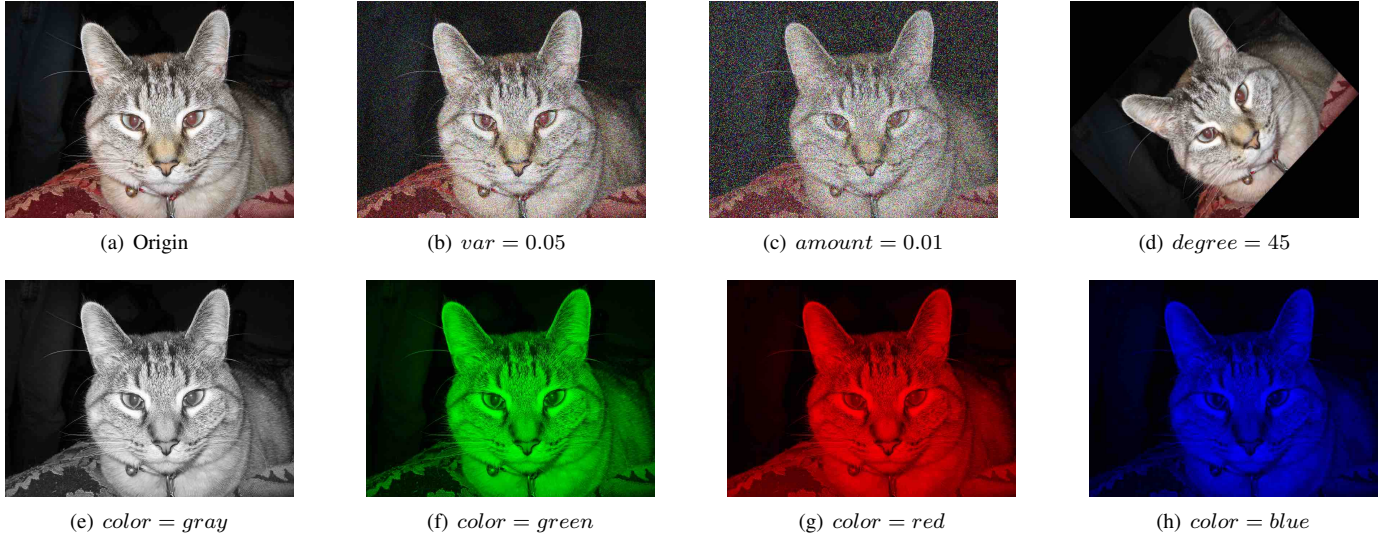 (a) Origin
(b) var = 0.05
(c) amount = 0.01
(d) degree = 45
(e) color = gray
(f) color = green
(g) color = red
(h) color = blue